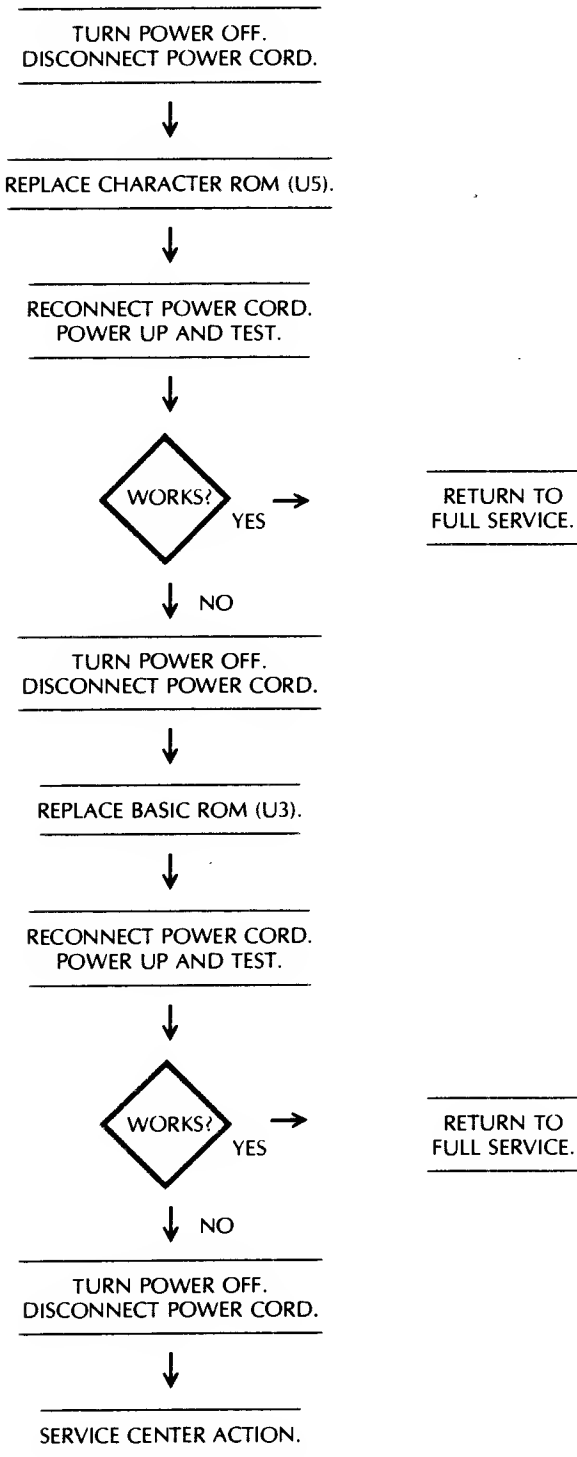 TURN POWER OFF.
DISCONNECT POWER CORD.
REPLACE CHARACTER ROM (U5).
RECONNECT POWER CORD.
POWER UP AND TEST.
WORKS?
YES
RETURN TO
FULL SERVICE.
NO
TURN POWER OFF.
DISCONNECT POWER CORD.
REPLACE BASIC ROM (U3).
RECONNECT POWER CORD.
POWER UP AND TEST.
WORKS?
YES
RETURN TO
FULL SERVICE.
NO
TURN POWER OFF.
DISCONNECT POWER CORD.
SERVICE CENTER ACTION.